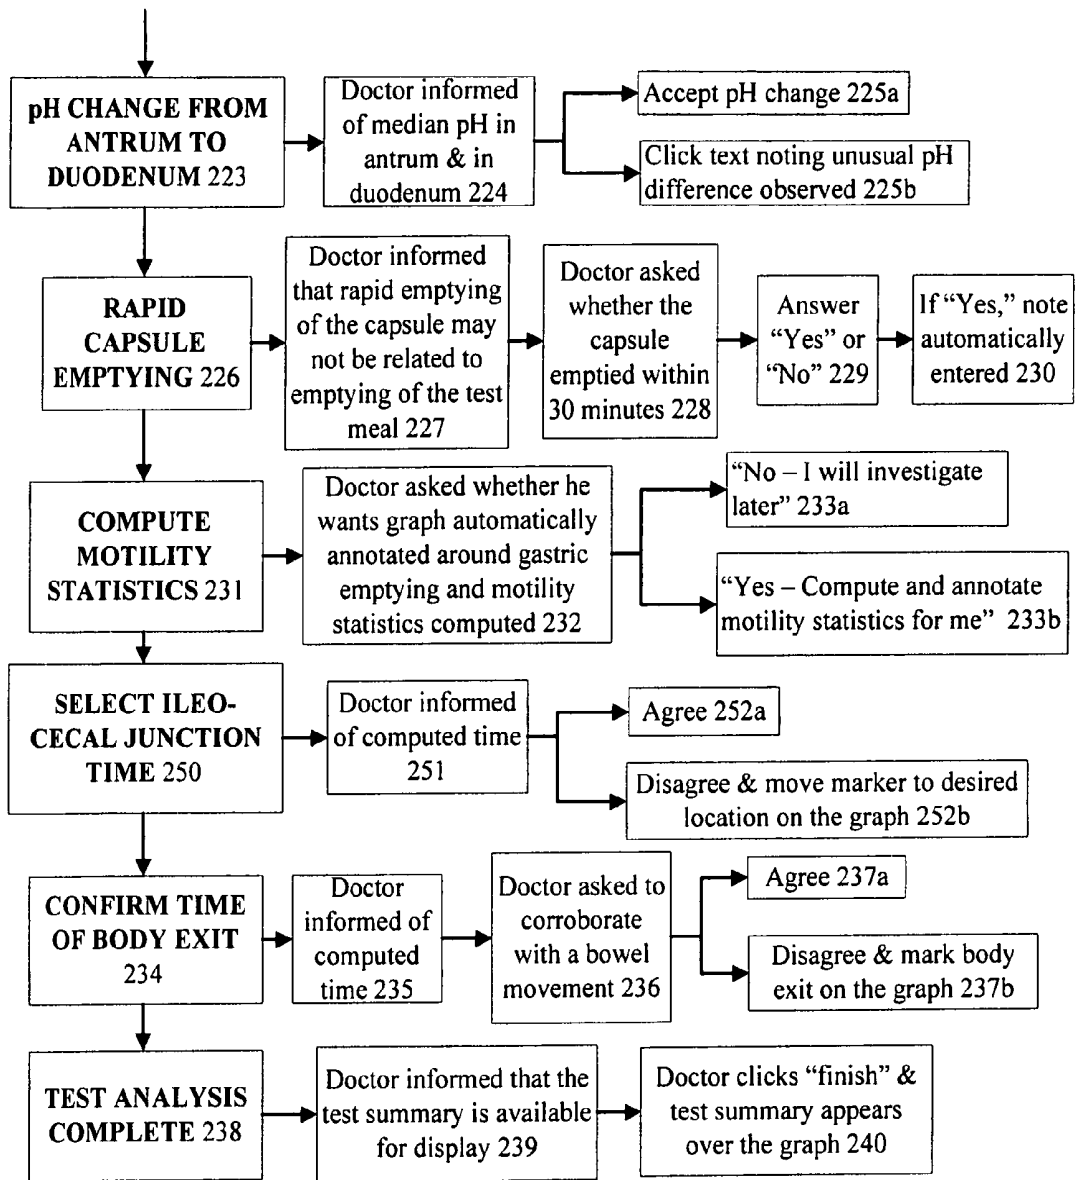 pH CHANGE FROM
ANTRUM TO
DUODENUM 223
Doctor informed
of median pH in
antrum & in
duodenum 224
Accept pH change 225a
Click text noting unusual pH
difference observed 225b
RAPID
CAPSULE
EMPTYING 226
Doctor informed
that rapid emptying
of the capsule may
not be related to
emptying of the test
meal 227
Doctor asked
whether the
capsule
emptied within
30 minutes 228
Answer
“Yes” or
“No” 229
If “Yes,” note
automatically
entered 230
COMPUTE
MOTILITY
STATISTICS 231
Doctor asked whether he
wants graph automatically
annotated around gastric
emptying and motility
statistics computed 232
“No – I will investigate
later” 233a
“Yes – Compute and annotate
motility statistics for me” 233b
SELECT ILEO-
CECAL JUNCTION
TIME 250
Doctor informed
of computed time
251
Agree 252a
Disagree & move marker to desired
location on the graph 252b
CONFIRM TIME
OF BODY EXIT
234
Doctor
informed of
computed
time 235
Doctor asked to
corroborate
with a bowel
movement 236
Agree 237a
Disagree & mark body
exit on the graph 237b
TEST ANALYSIS
COMPLETE 238
Doctor informed that the
test summary is available
for display 239
Doctor clicks “finish” &
test summary appears
over the graph 240